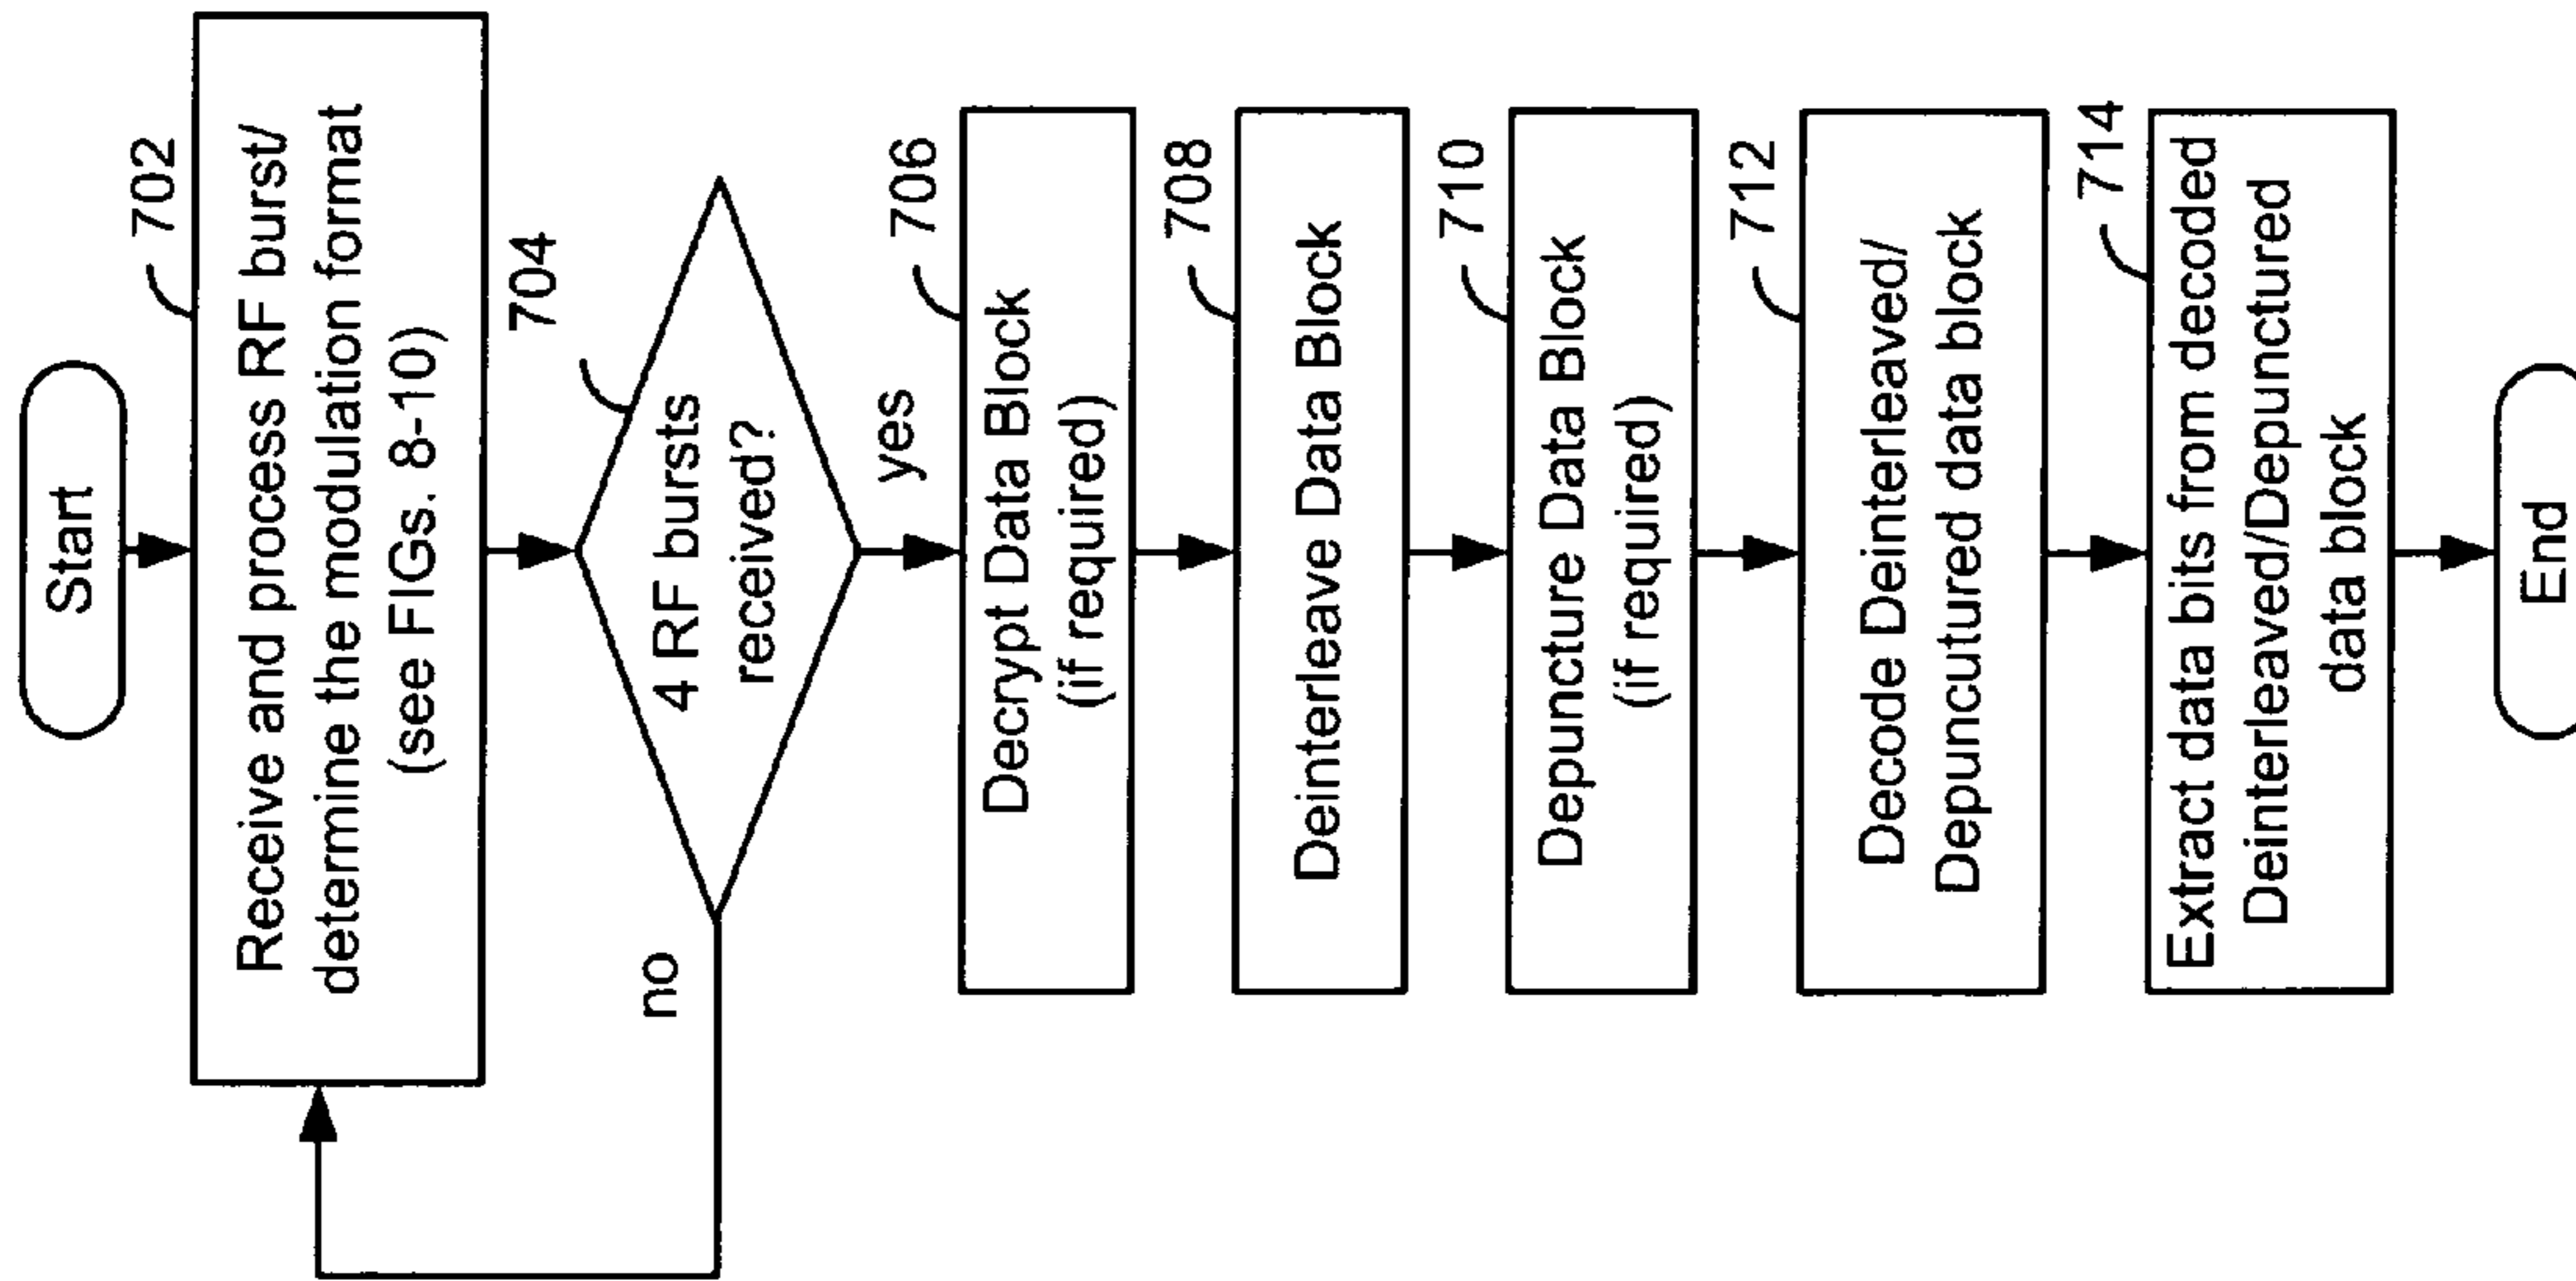 Start
702
Receive and process RF burst/
determine the modulation format
(see FIGs. 8-10)
704
4 RF bursts
received?
no
yes
706
Decrypt Data Block
(if required)
708
Deinterleave Data Block
710
Depuncture Data Block
(if required)
712
Decode Deinterleaved/
Depuncutured data block
714
Extract data bits from decoded
Deinterleaved/Depunctured
data block
End